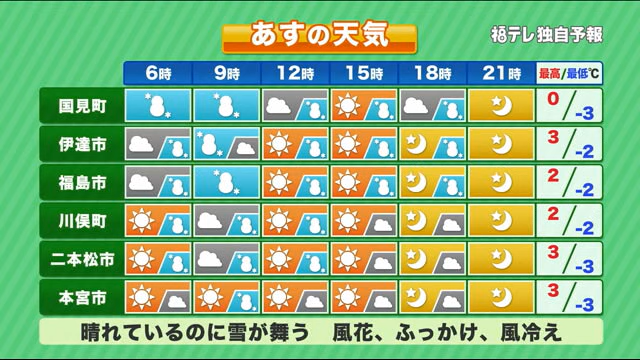 あすの天気
福テレ独自予報
6時 9時 12時 15時 18時 21時 最高/最低℃
国見町 0/-3
伊達市 3/-2
福島市 2/-2
川俣町 2/-2
二本松市 3/-3
本宮市 3/-3
晴れているのに雪が舞う 風花、ふっかけ、風冷え